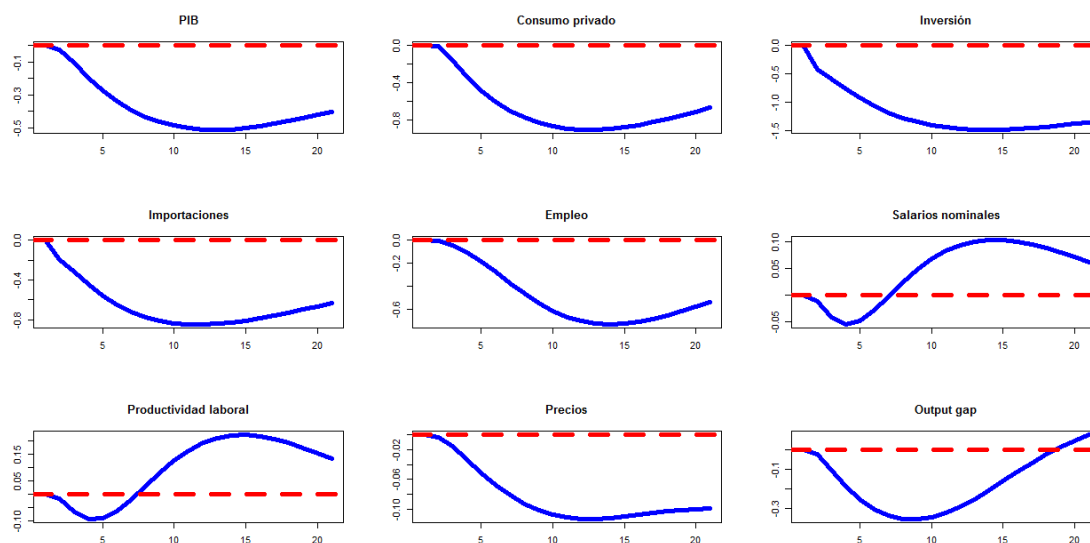 PIB
Consumo privado
Inversión
-0.5 -0.3 -0.1
5 10 15 20
-0.8 -0.4 0.0
5 10 15 20
-1.5 -1.0 -0.5 0.0
5 10 15 20
Importaciones
Empleo
Salarios nominales
-0.8 -0.4 0.0
5 10 15 20
-0.6 -0.2 0.0
5 10 15 20
-0.05 0.05 0.10
5 10 15 20
Productividad laboral
Precios
Output gap
-0.10 0.05 0.15
5 10 15 20
-0.10 -0.06 -0.02
5 10 15 20
-0.3 -0.1
5 10 15 20